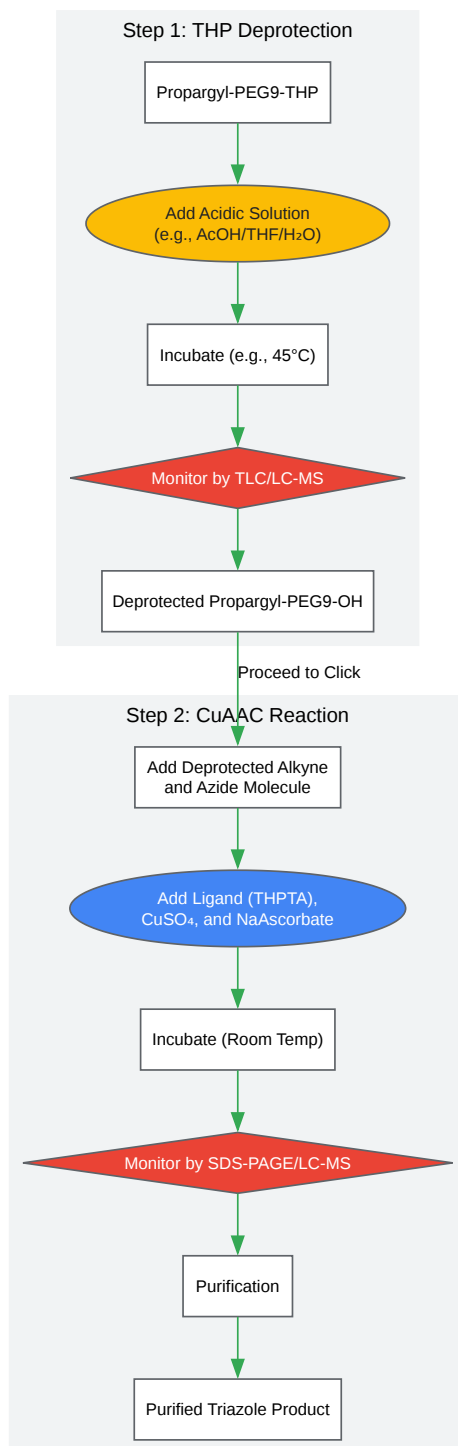 Step 1: THP Deprotection
Propargyl-PEG9-THP
Add Acidic Solution
(e.g., AcOH/THF/H₂O)
Incubate (e.g., 45°C)
Monitor by TLC/LC-MS
Deprotected Propargyl-PEG9-OH
Proceed to Click
Step 2: CuAAC Reaction
Add Deprotected Alkyne
and Azide Molecule
Add Ligand (THPTA),
CuSO₄, and NaAscorbate
Incubate (Room Temp)
Monitor by SDS-PAGE/LC-MS
Purification
Purified Triazole Product